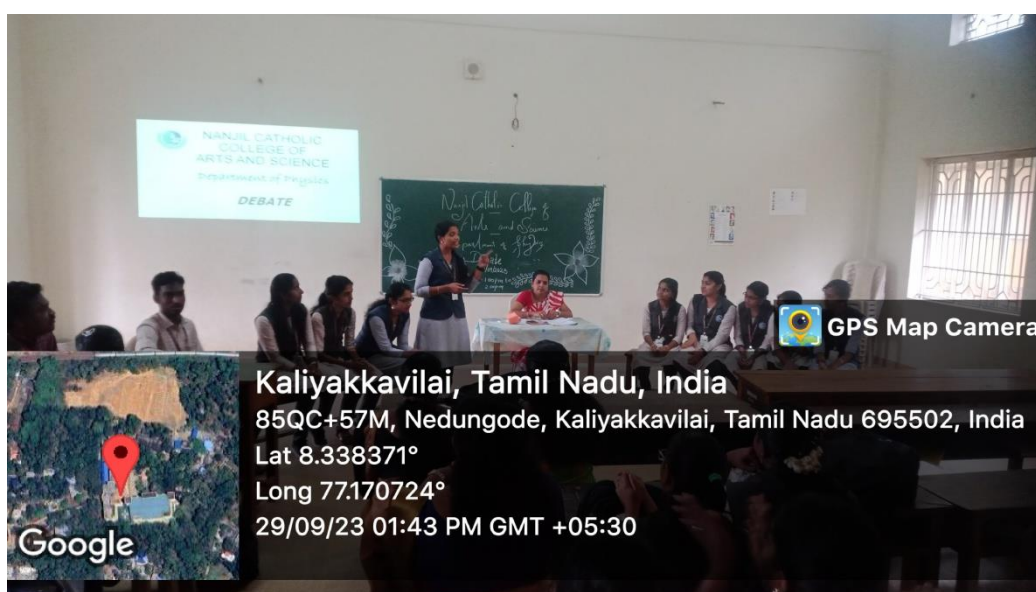 NANJIL CATHOLIC
COLLEGE OF
ARTS AND SCIENCE
Department of Physics
DEBATE
Nanjil Catholic College of
Arts and Science
Debate
GPS Map Camera
Kaliyakkavilai, Tamil Nadu, India
85QC+57M, Nedungode, Kaliyakkavilai, Tamil Nadu 695502, India
Lat 8.338371°
Long 77.170724°
29/09/23 01:43 PM GMT +05:30
Google